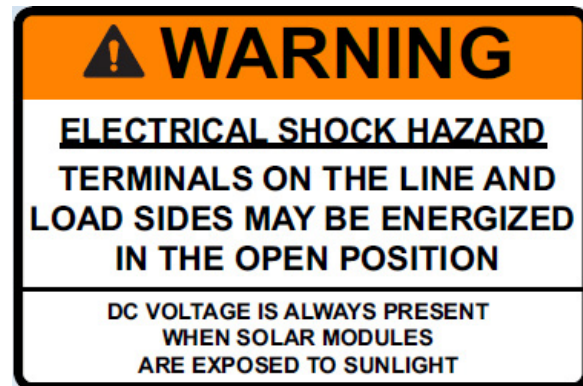 WARNING
ELECTRICAL SHOCK HAZARD
TERMINALS ON THE LINE AND
LOAD SIDES MAY BE ENERGIZED
IN THE OPEN POSITION
DC VOLTAGE IS ALWAYS PRESENT
WHEN SOLAR MODULES
ARE EXPOSED TO SUNLIGHT